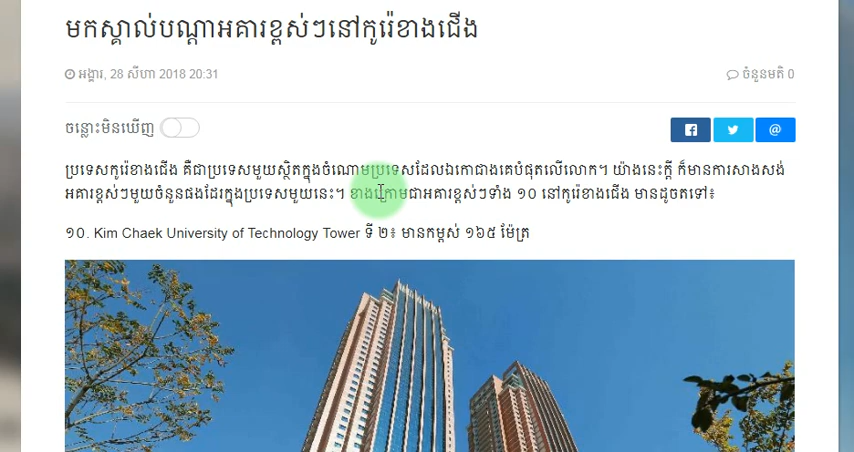 មកស្គាល់បណ្ដាអគារខ្ពស់ៗនៅកូរ៉េខាងជើង
អង្គារ, 28 សីហា 2018 20:31
ចំនួនមតិ 0
ចន្លោះមិនឃើញ
ប្រទេសកូរ៉េខាងជើង គឺជាប្រទេសមួយស្ថិតក្នុងចំណោមប្រទេសដែលឯកោជាងគេបំផុតលើលោក។ យ៉ាងនេះក្ដី ក៏មានការសាងសង់
អគារខ្ពស់ៗមួយចំនួនផងដែរក្នុងប្រទេសមួយនេះ។ ខាងក្រោមជាអគារខ្ពស់ៗទាំង ១០ នៅកូរ៉េខាងជើង មានដូចតទៅ៖
១០. Kim Chaek University of Technology Tower ទី ២៖ មានកម្ពស់ ១៦៥ ម៉ែត្រ